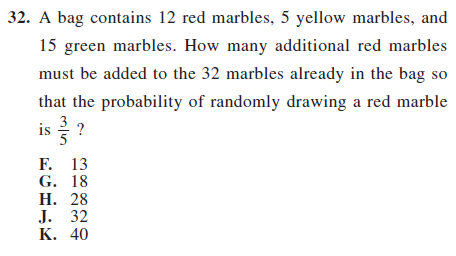 32. A bag contains 12 red marbles, 5 yellow marbles, and
15 green marbles. How many additional red marbles
must be added to the 32 marbles already in the bag so
that the probability of randomly drawing a red marble
is 3/5 ?
F. 13
G. 18
H. 28
J. 32
K. 40